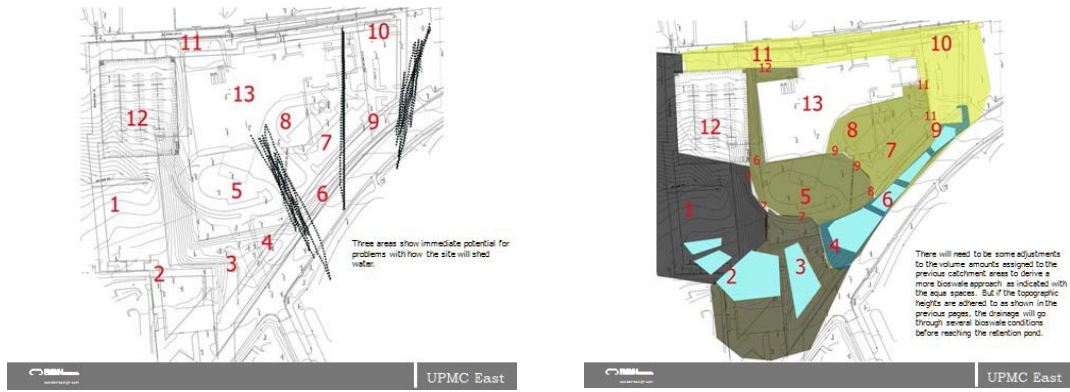 11
10
13
12
8
9
7
5
6
1
4
3
2
Three areas show immediate potential for
problems with how the site will shed
water.
UPMC East
11
10
12
13
11
12
8
11
9
7
9
6
9
1
5
8
6
7
7
4
3
2
There will need to be some adjustments
to the volume amounts assigned to the
previous catchment areas to derive a
more bioswale approach as indicated with
the aqua spaces. But if the topographic
heights are adhered to as shown in the
previous pages, the drainage will go
through several bioswale conditions
before reaching the retention pond.
UPMC East